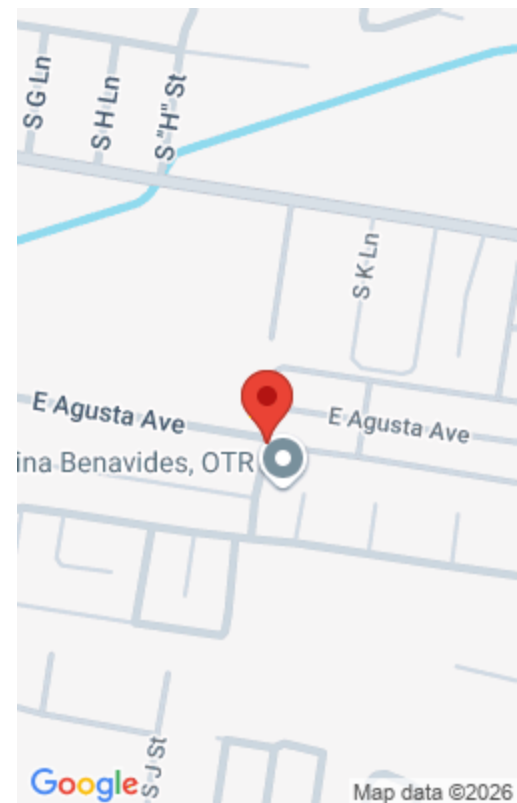 S G Ln
S H Ln
S "H" St
S K Ln
E Agusta Ave
E Agusta Ave
ina Benavides, OTR
S J St
Google
Map data ©2026